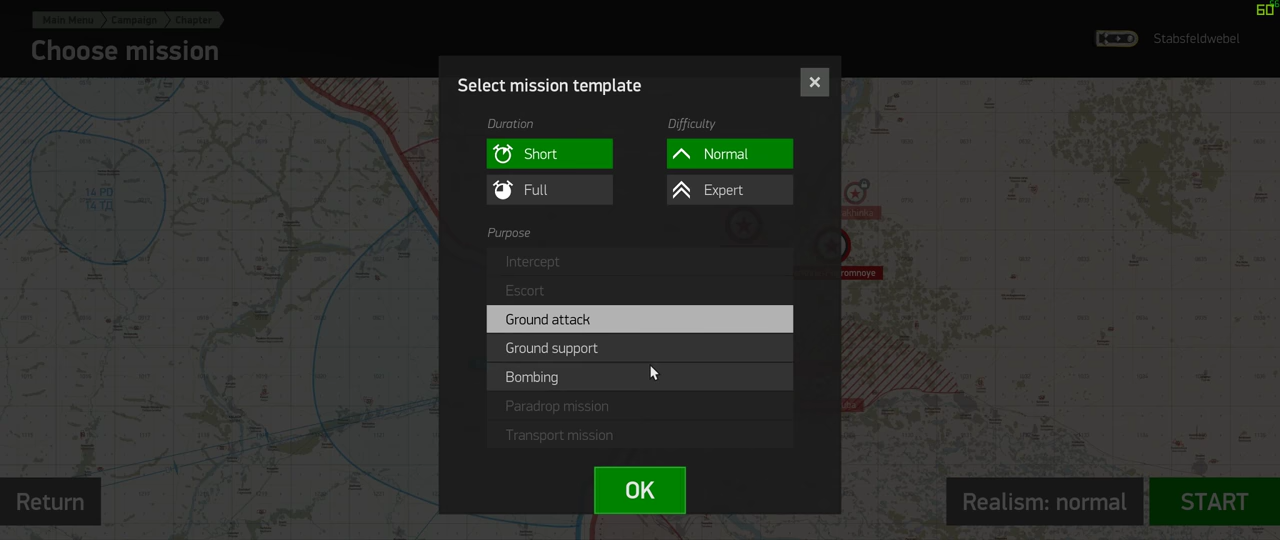 60
Main Menu
Campaign
Chapter
Choose mission
Stabsfeldwebel
Select mission template
Duration
Difficulty
Short
Normal
Full
Expert
Purpose
Intercept
Escort
Ground attack
Ground support
Bombing
Paradrop mission
Transport mission
OK
Return
Realism: normal
START